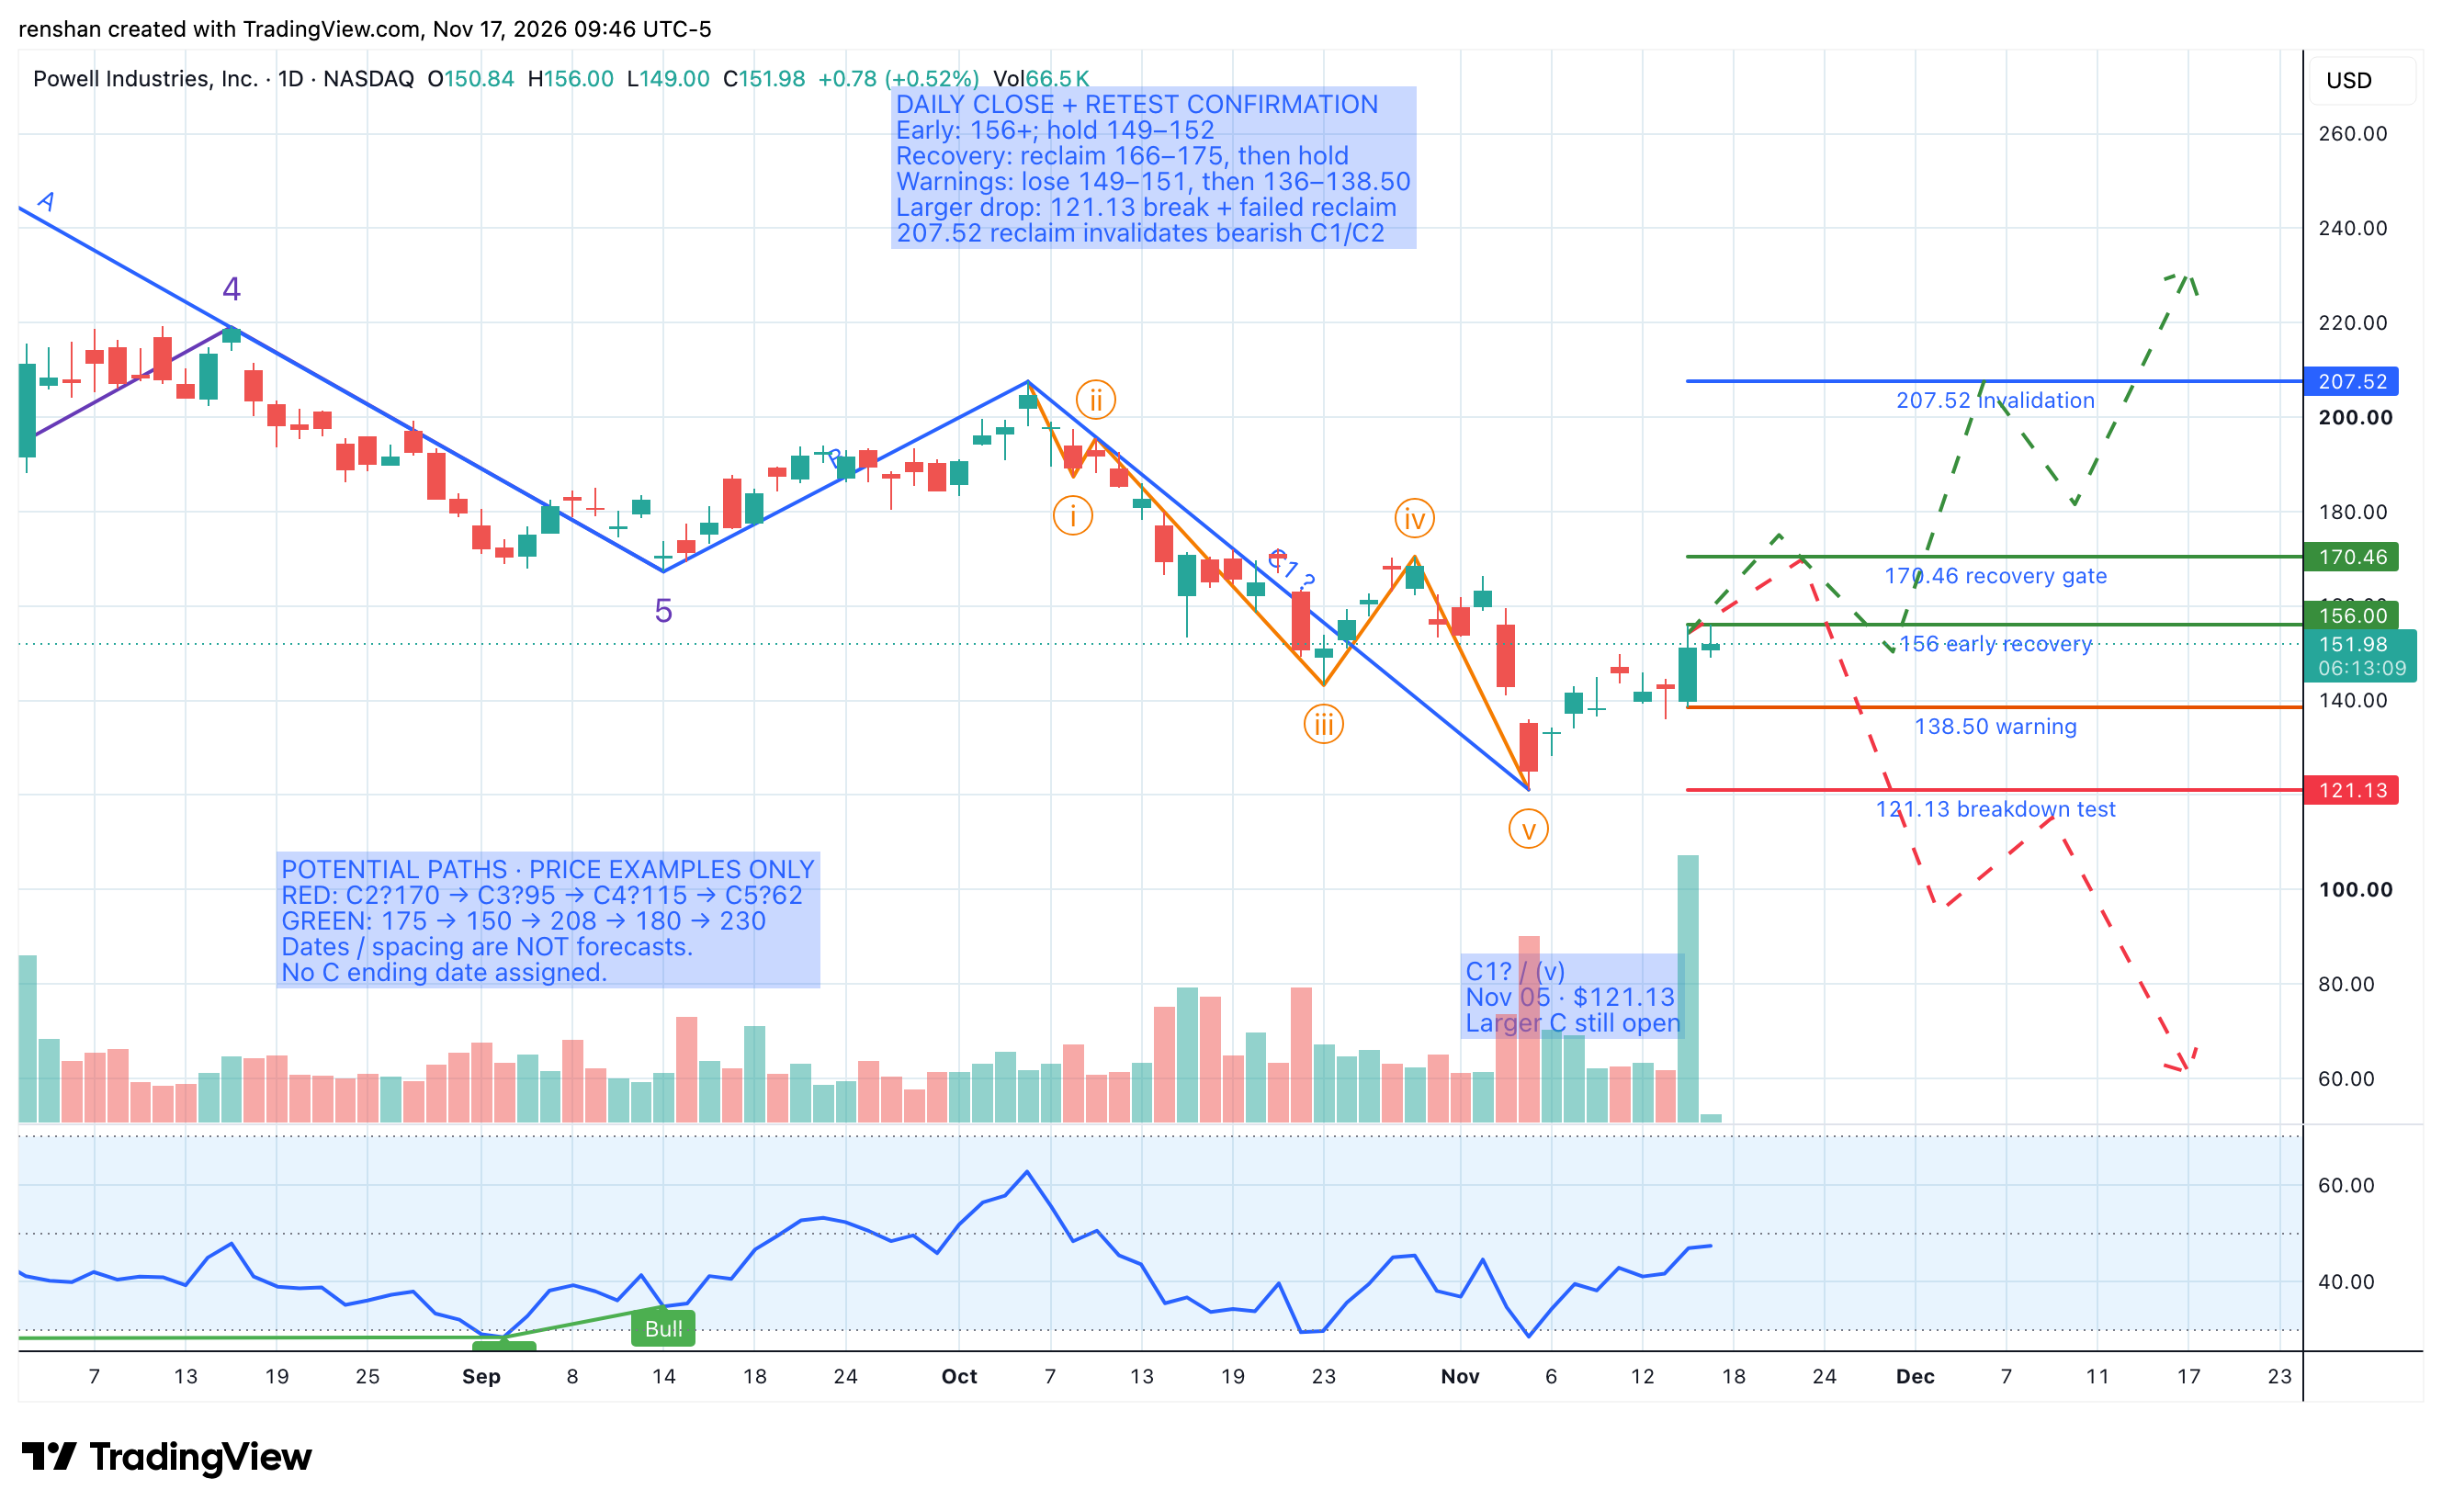 renshan created with TradingView.com, Nov 17, 2026 09:46 UTC-5
Powell Industries, Inc. · 1D · NASDAQ O150.84 H156.00 L149.00 C151.98 +0.78 (+0.52%) Vol66.5K
USD
DAILY CLOSE + RETEST CONFIRMATION
Early: 156+; hold 149–152
Recovery: reclaim 166–175, then hold
Warnings: lose 149–151, then 136–138.50
Larger drop: 121.13 break + failed reclaim
207.52 reclaim invalidates bearish C1/C2
A
4
5
i
ii
iii
iv
v
C1?
207.52 invalidation
170.46 recovery gate
156 early recovery
138.50 warning
121.13 breakdown test
260.00
240.00
220.00
207.52
200.00
180.00
170.46
156.00
151.98
06:13:09
140.00
121.13
100.00
80.00
60.00
POTENTIAL PATHS · PRICE EXAMPLES ONLY
RED: C2?170 → C3?95 → C4?115 → C5?62
GREEN: 175 → 150 → 208 → 180 → 230
Dates / spacing are NOT forecasts.
No C ending date assigned.
C1? / (v)
Nov 05 · $121.13
Larger C still open
Bull
60.00
40.00
7 13 19 25 Sep 8 14 18 24 Oct 7 13 19 23 Nov 6 12 18 24 Dec 7 11 17 23
TradingView